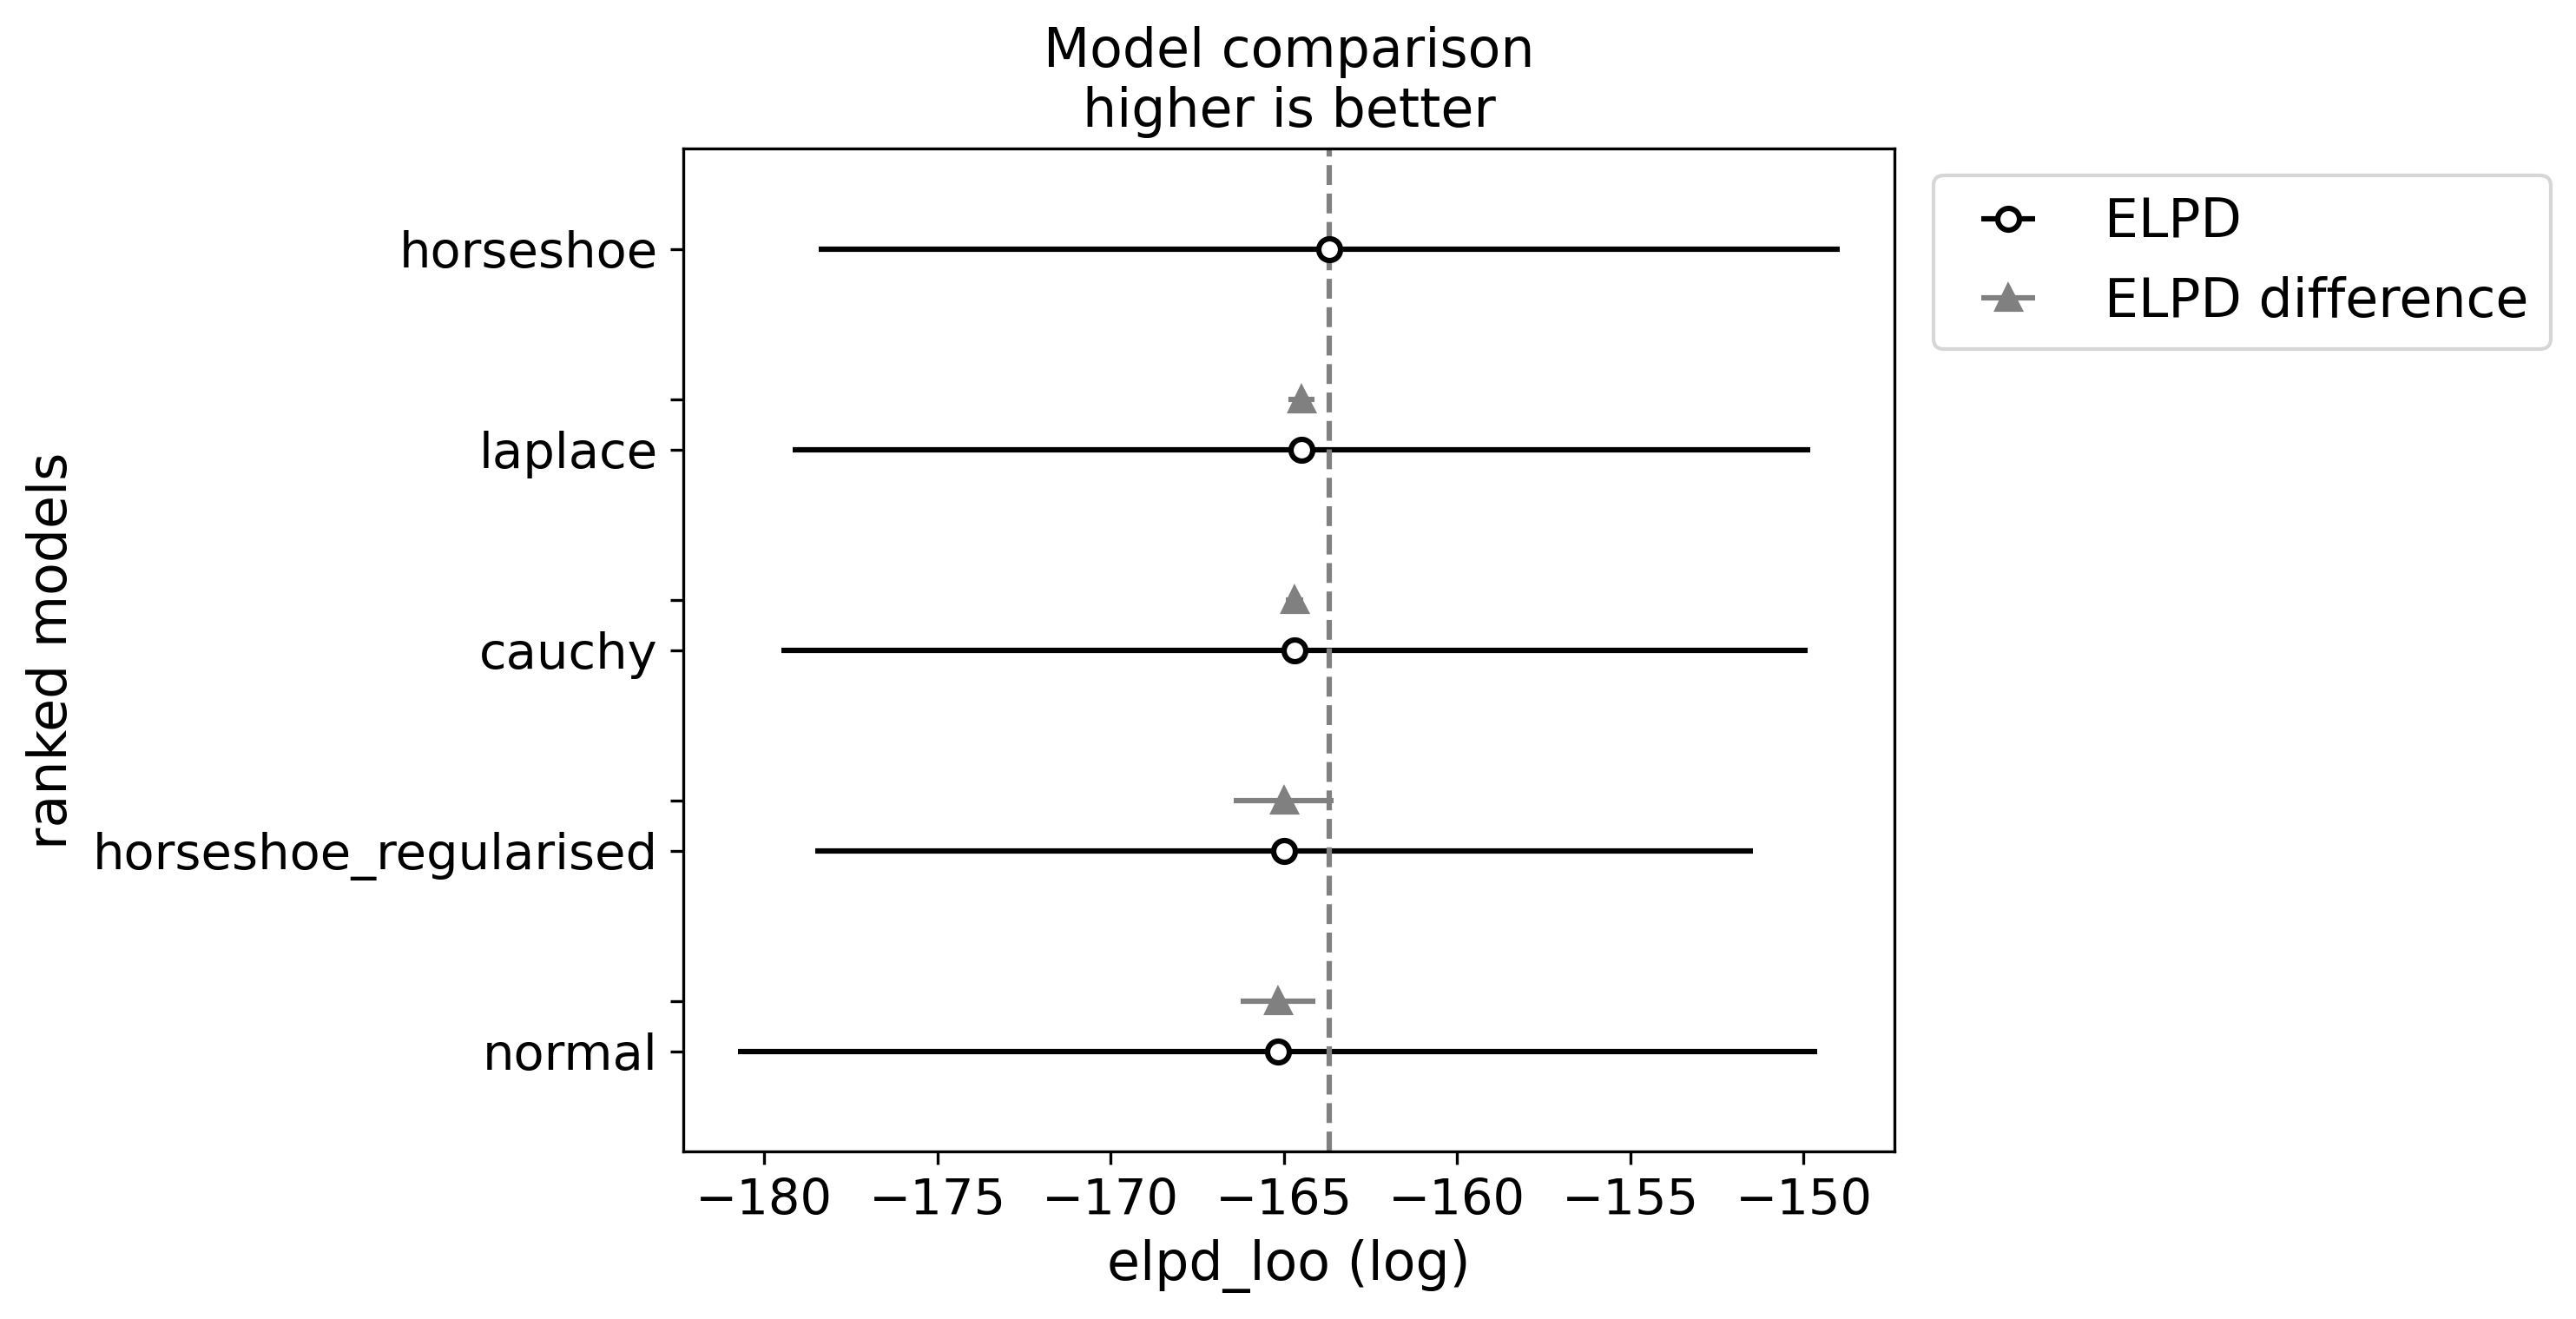 Model comparison
higher is better
ELPD
ELPD difference
ranked models
horseshoe
laplace
cauchy
horseshoe_regularised
normal
−180 −175 −170 −165 −160 −155 −150
elpd_loo (log)